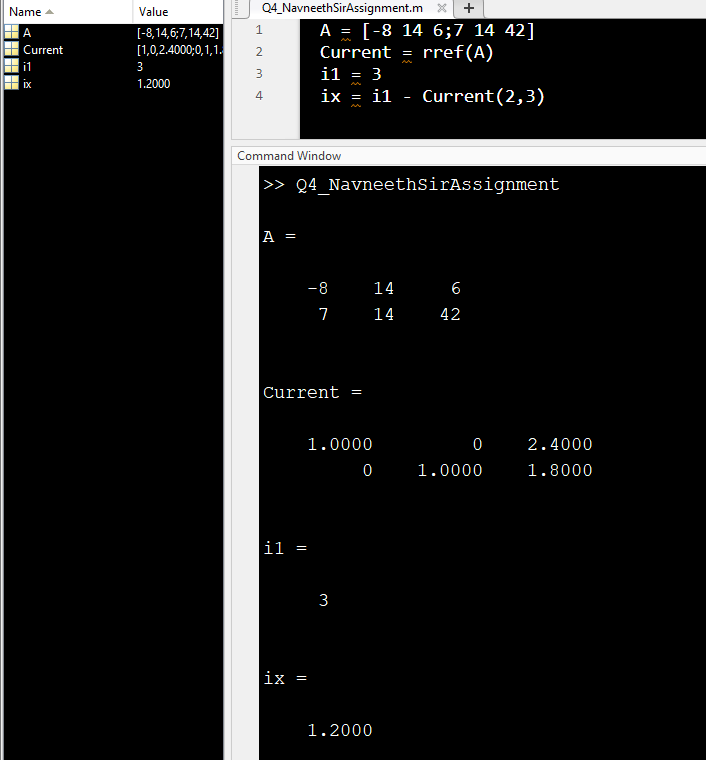 Name Value
A [-8,14,6;7,14,42]
Current [1,0,2.4000;0,1,1....
i1 3
ix 1.2000
Q4_NavneethSirAssignment.m
1 A = [-8 14 6;7 14 42]
2 Current = rref(A)
3 i1 = 3
4 ix = i1 - Current(2,3)
Command Window
>> Q4_NavneethSirAssignment
A =
-8 14 6
7 14 42
Current =
1.0000 0 2.4000
0 1.0000 1.8000
i1 =
3
ix =
1.2000